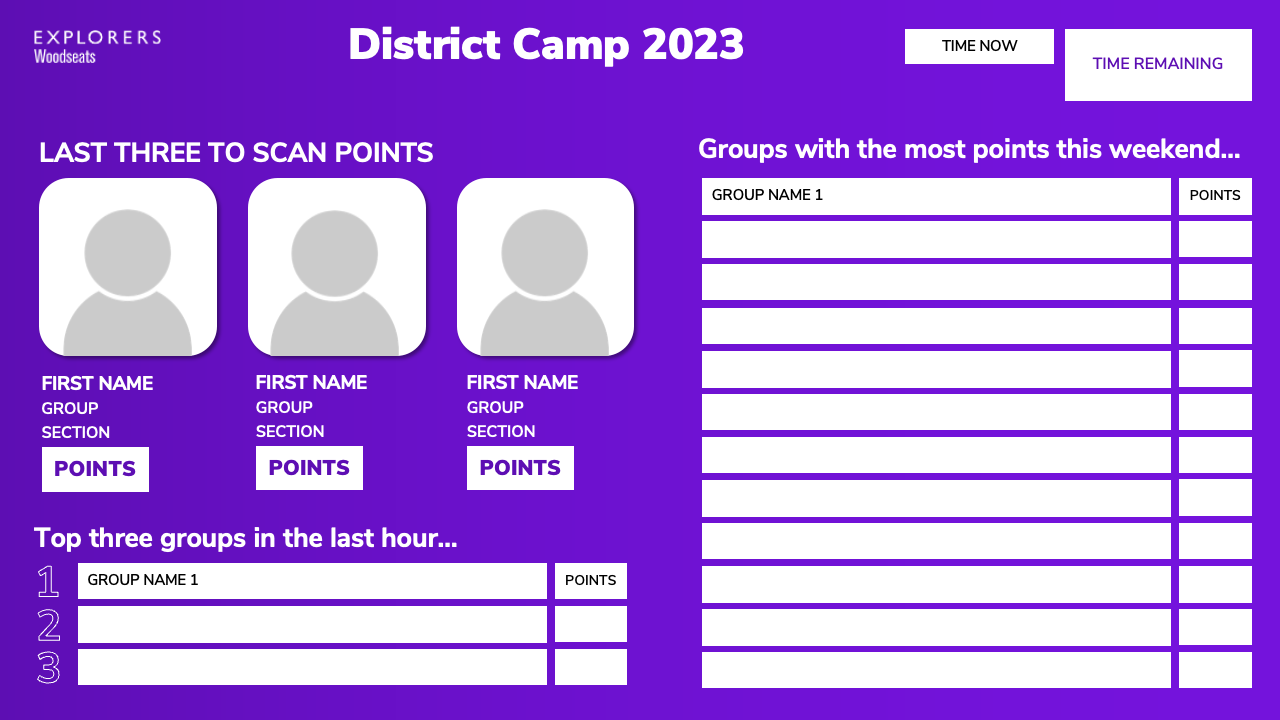 EXPLORERS
Woodseats
District Camp 2023
TIME NOW
TIME REMAINING
LAST THREE TO SCAN POINTS
FIRST NAME
GROUP
SECTION
POINTS
FIRST NAME
GROUP
SECTION
POINTS
FIRST NAME
GROUP
SECTION
POINTS
Top three groups in the last hour...
1 GROUP NAME 1 POINTS
2
3
Groups with the most points this weekend...
GROUP NAME 1 POINTS